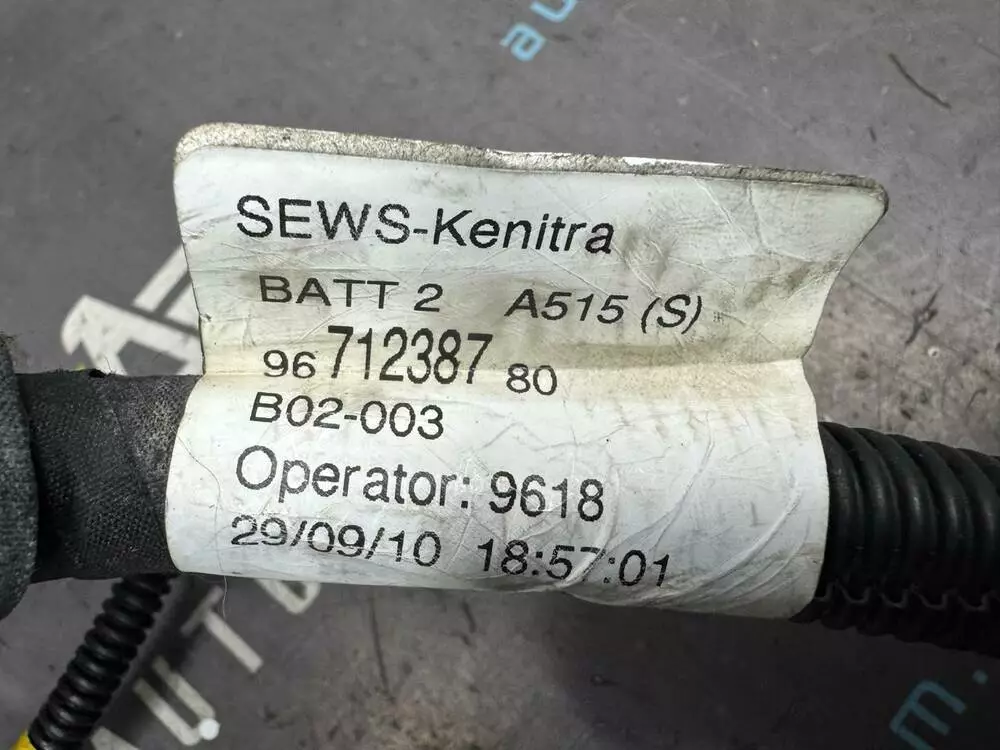 SEWS-Kenitra
BATT 2 A515 (S)
96 712387 80
B02-003
Operator: 9618
29/09/10 18:57:01